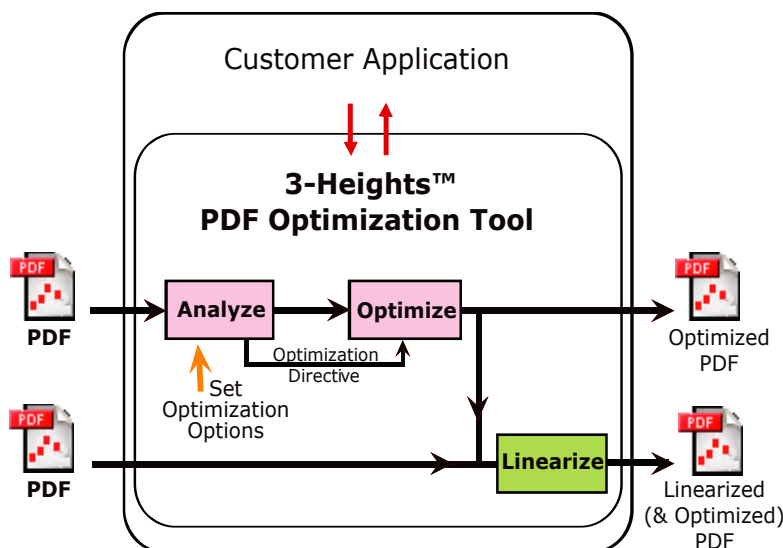 Customer Application
3-Heights™
PDF Optimization Tool
PDF
PDF
Analyze
Optimize
PDF
Optimized
PDF
Optimization
Directive
Set
Optimization
Options
PDF
PDF
Linearize
PDF
Linearized
(& Optimized)
PDF